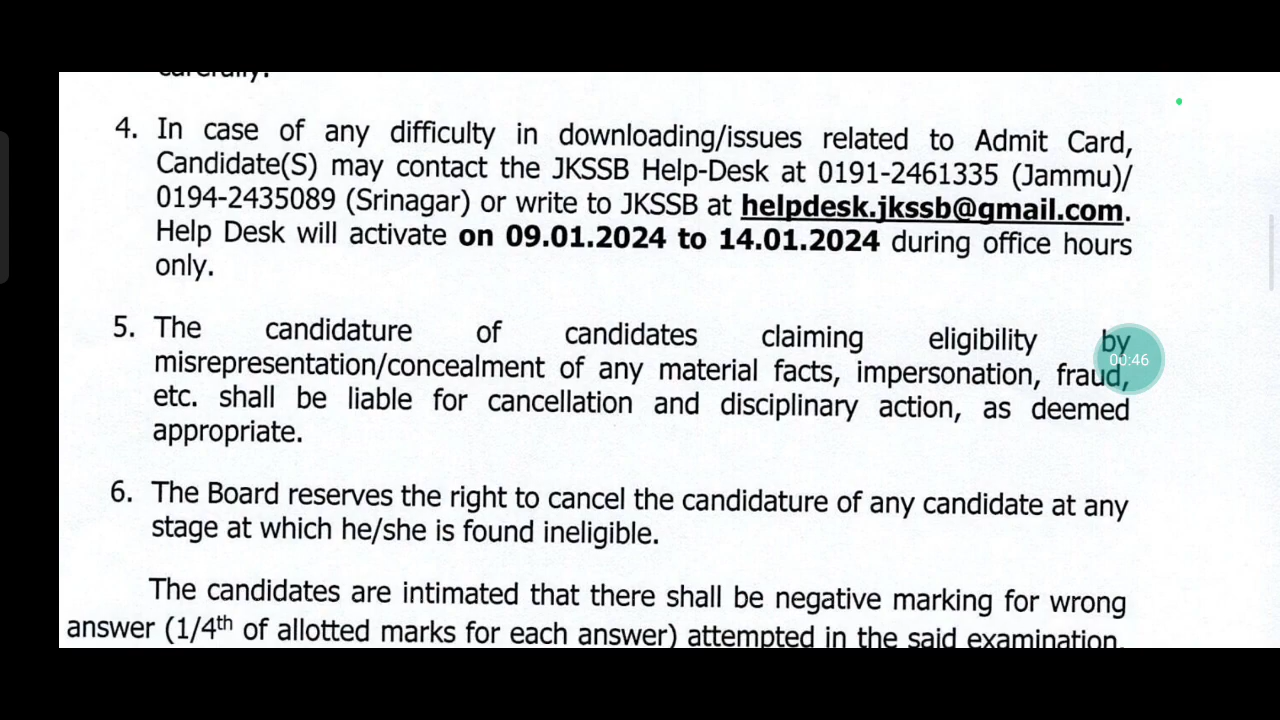 carefully.
4. In case of any difficulty in downloading/issues related to Admit Card,
Candidate(S) may contact the JKSSB Help-Desk at 0191-2461335 (Jammu)/
0194-2435089 (Srinagar) or write to JKSSB at helpdesk.jkssb@gmail.com.
Help Desk will activate on 09.01.2024 to 14.01.2024 during office hours
only.
5. The candidature of candidates claiming eligibility by
misrepresentation/concealment of any material facts, impersonation, fraud,
etc. shall be liable for cancellation and disciplinary action, as deemed
appropriate.
00:46
6. The Board reserves the right to cancel the candidature of any candidate at any
stage at which he/she is found ineligible.
The candidates are intimated that there shall be negative marking for wrong
answer (1/4th of allotted marks for each answer) attempted in the said examination.